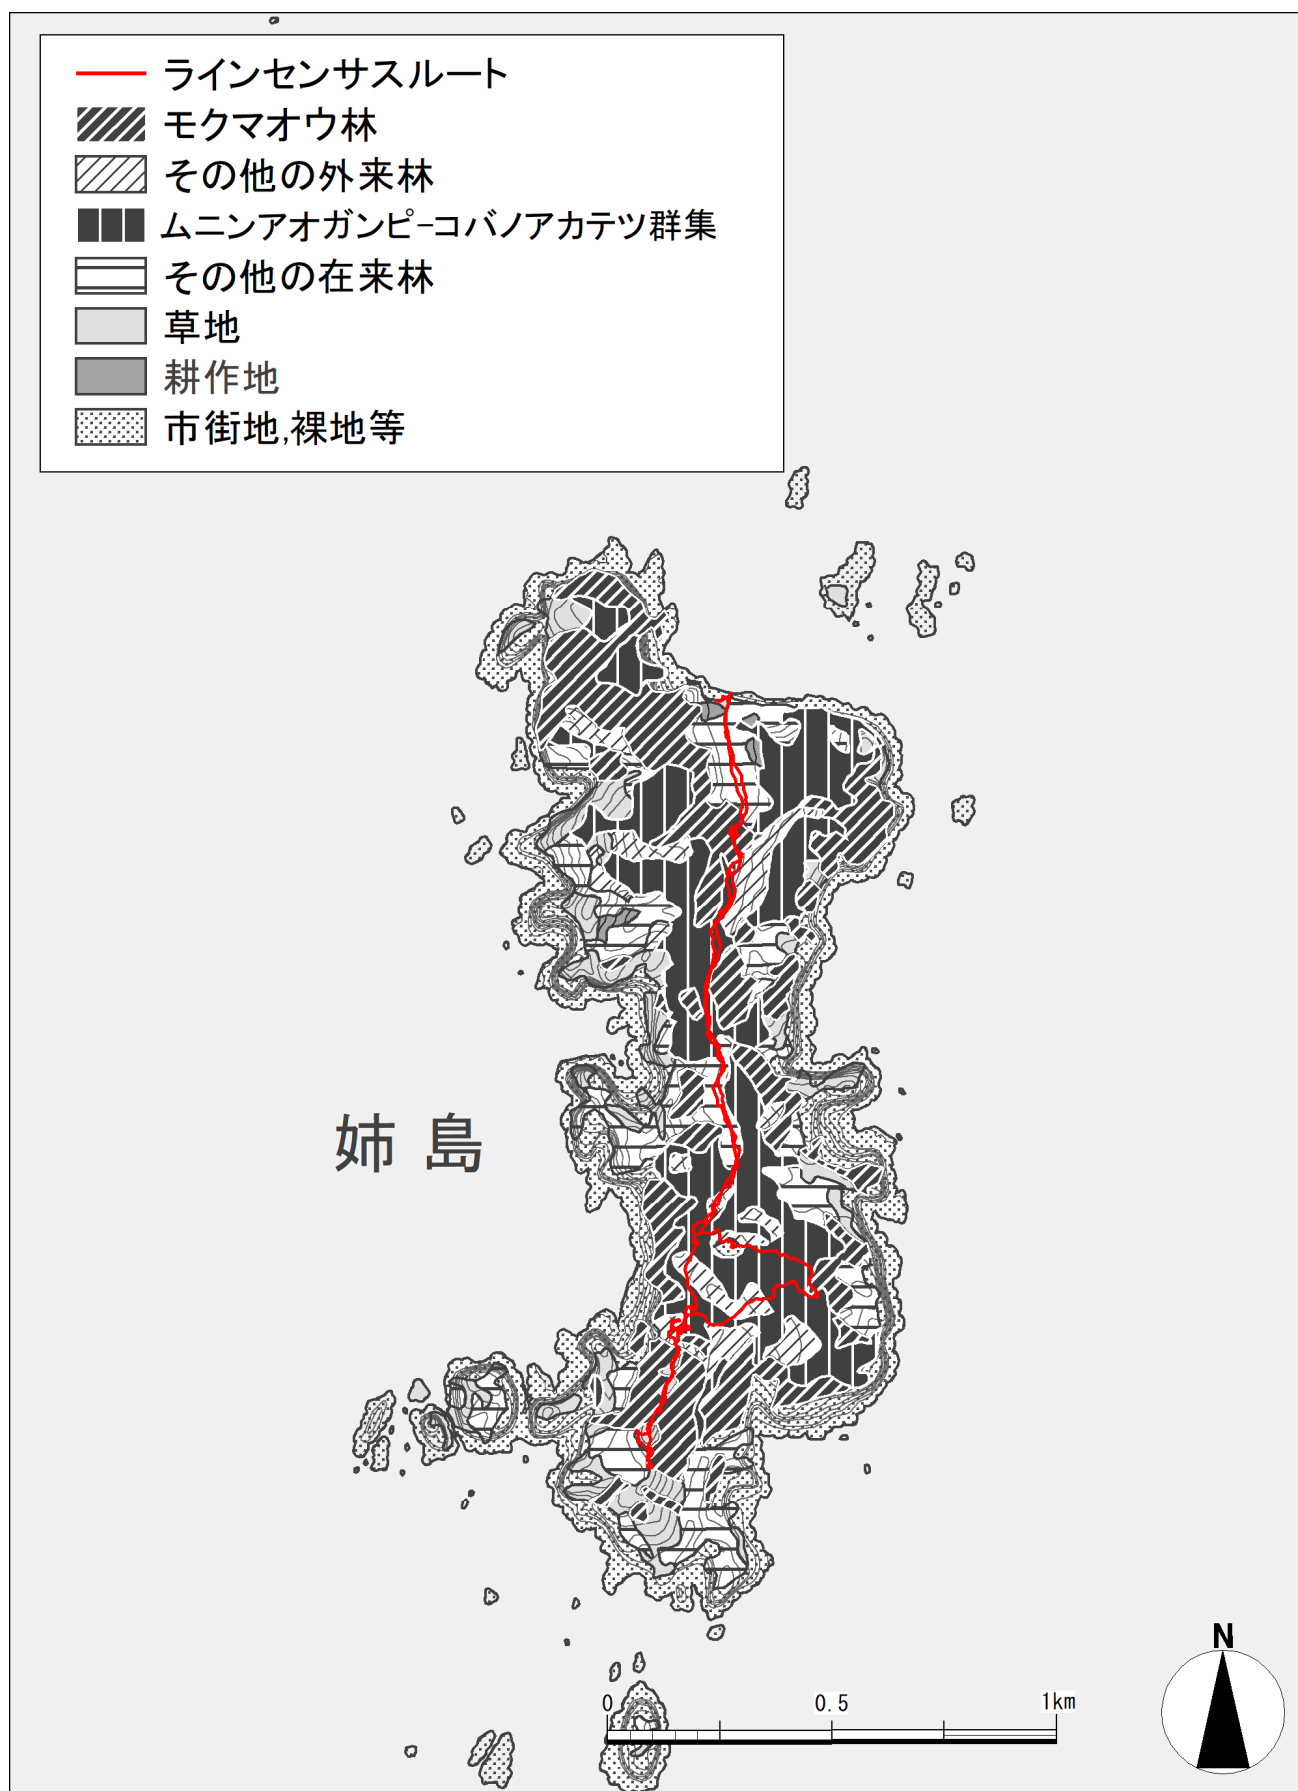 ラインセンサスルート
モクマオウ林
その他の外来林
ムニンアオガンピ-コバノアカテツ群集
その他の在来林
草地
耕作地
市街地,裸地等
姉島
N
0 0.5 1km